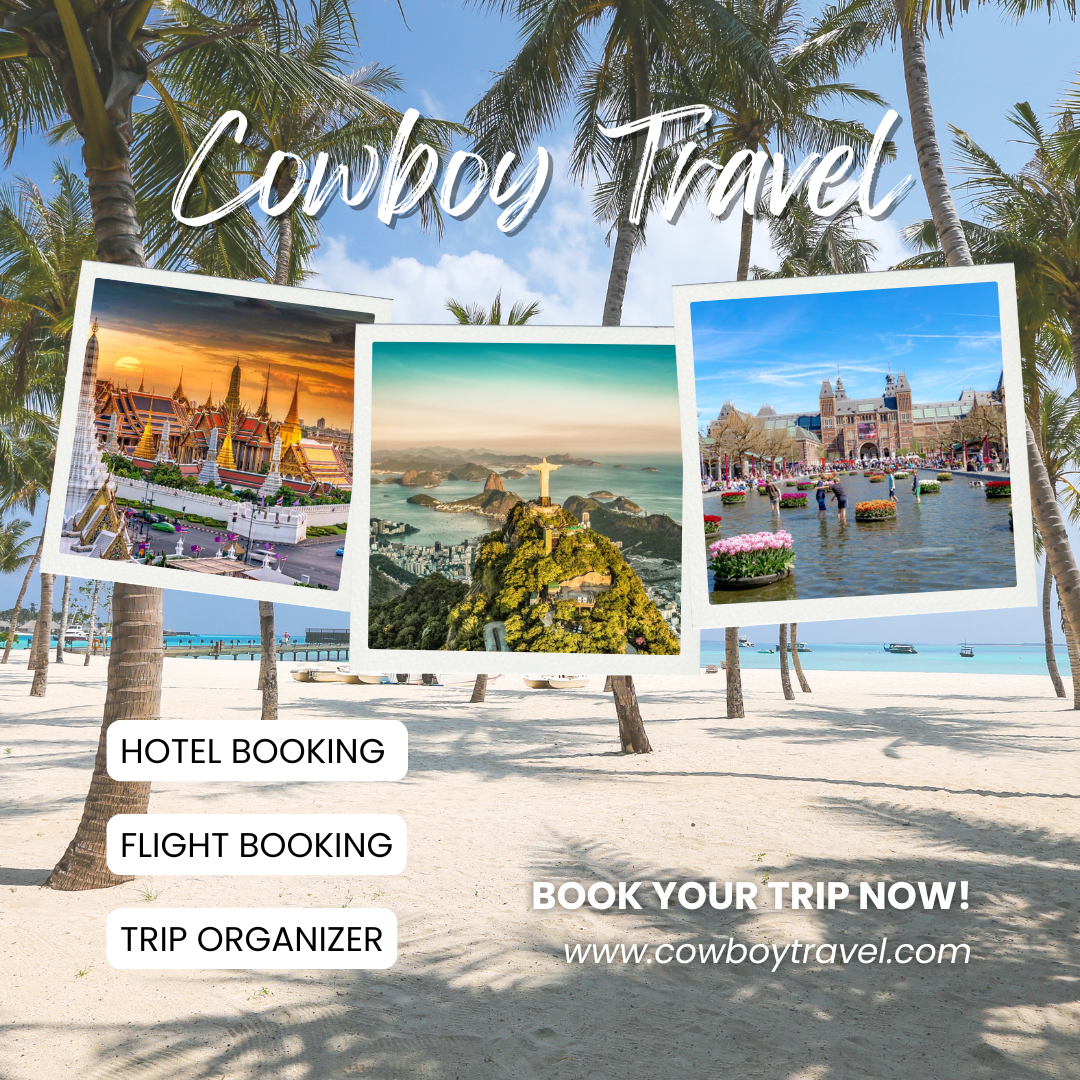 Cowboy Travel
HOTEL BOOKING
FLIGHT BOOKING
TRIP ORGANIZER
BOOK YOUR TRIP NOW!
www.cowboytravel.com